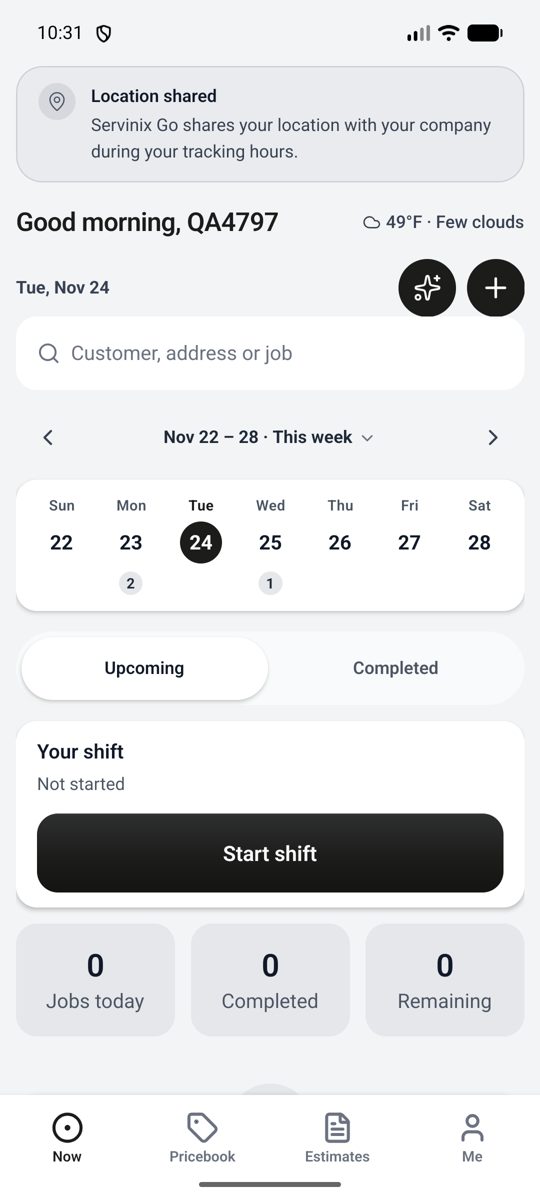 10:31
Location shared
Servinix Go shares your location with your company
during your tracking hours.
Good morning, QA4797
49°F · Few clouds
Tue, Nov 24
Customer, address or job
Nov 22 – 28 · This week
Sun Mon Tue Wed Thu Fri Sat
22 23 24 25 26 27 28
2 1
Upcoming Completed
Your shift
Not started
Start shift
0 0 0
Jobs today Completed Remaining
Now Pricebook Estimates Me